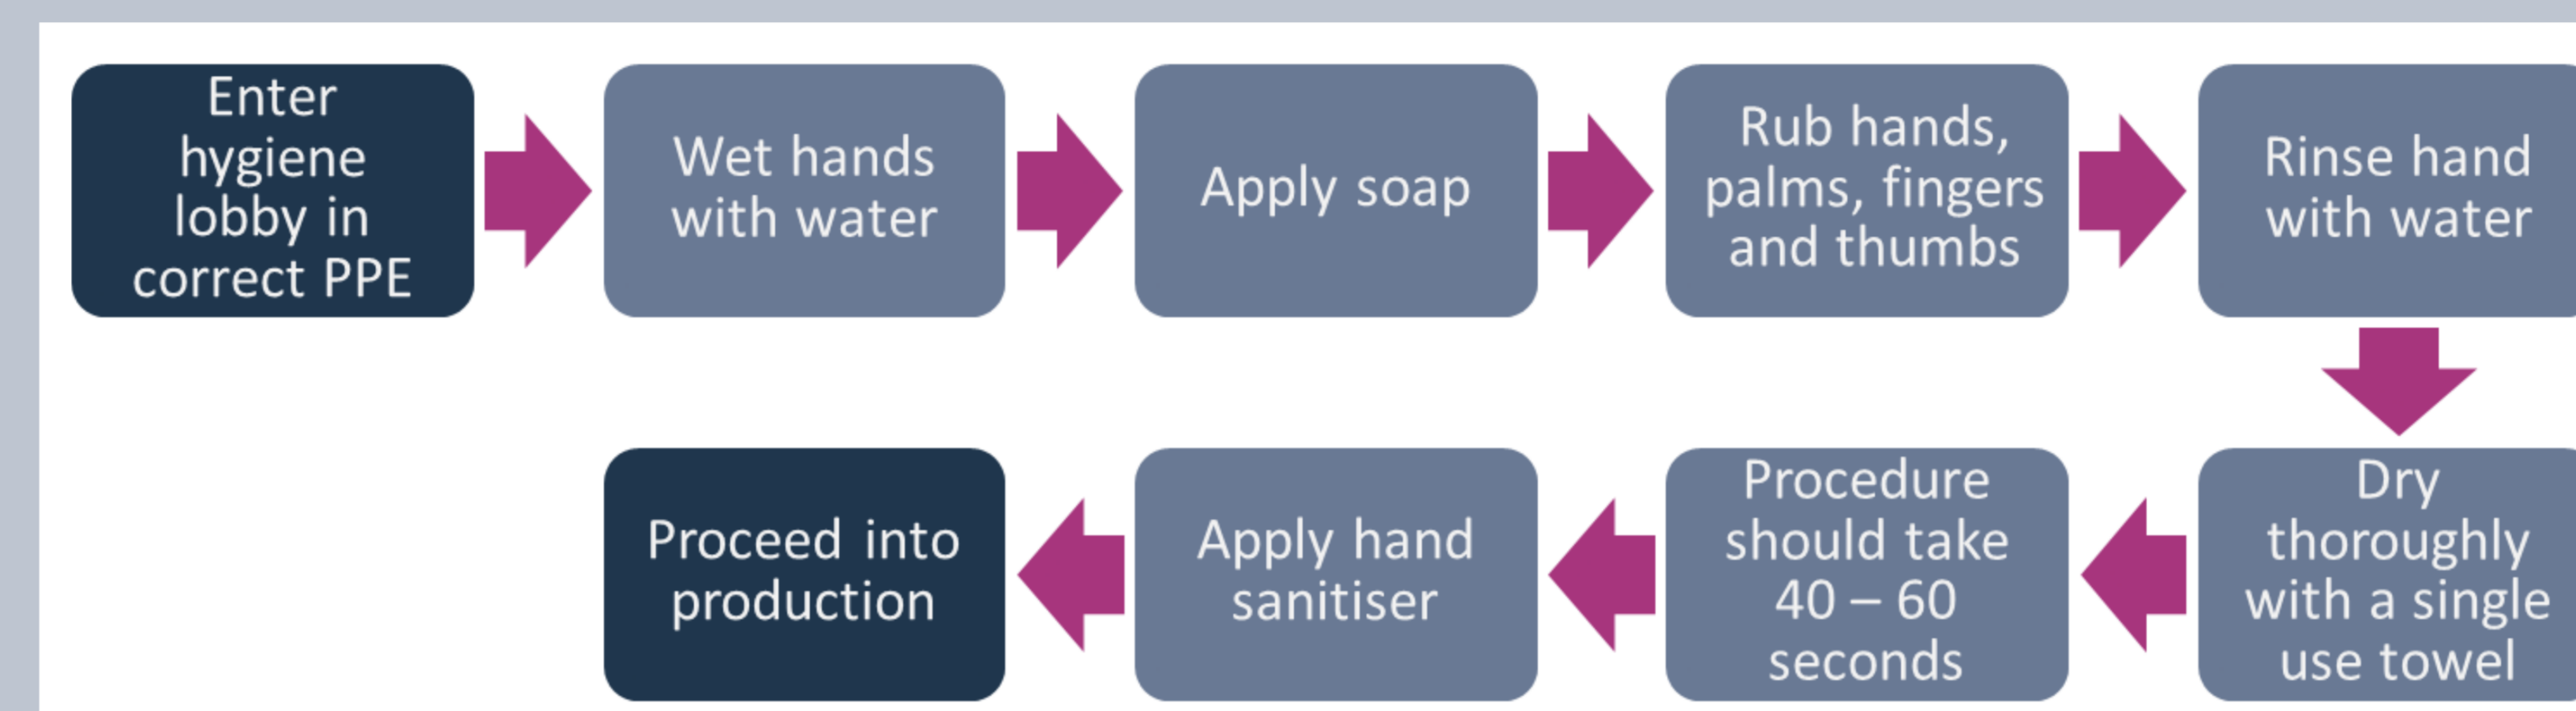 Enter
hygiene
lobby in
correct PPE
Wet hands
with water
Apply soap
Rub hands,
palms, fingers
and thumbs
Rinse hand
with water
Dry
thoroughly
with a single
use towel
Procedure
should take
40 – 60
seconds
Apply hand
sanitiser
Proceed into
production